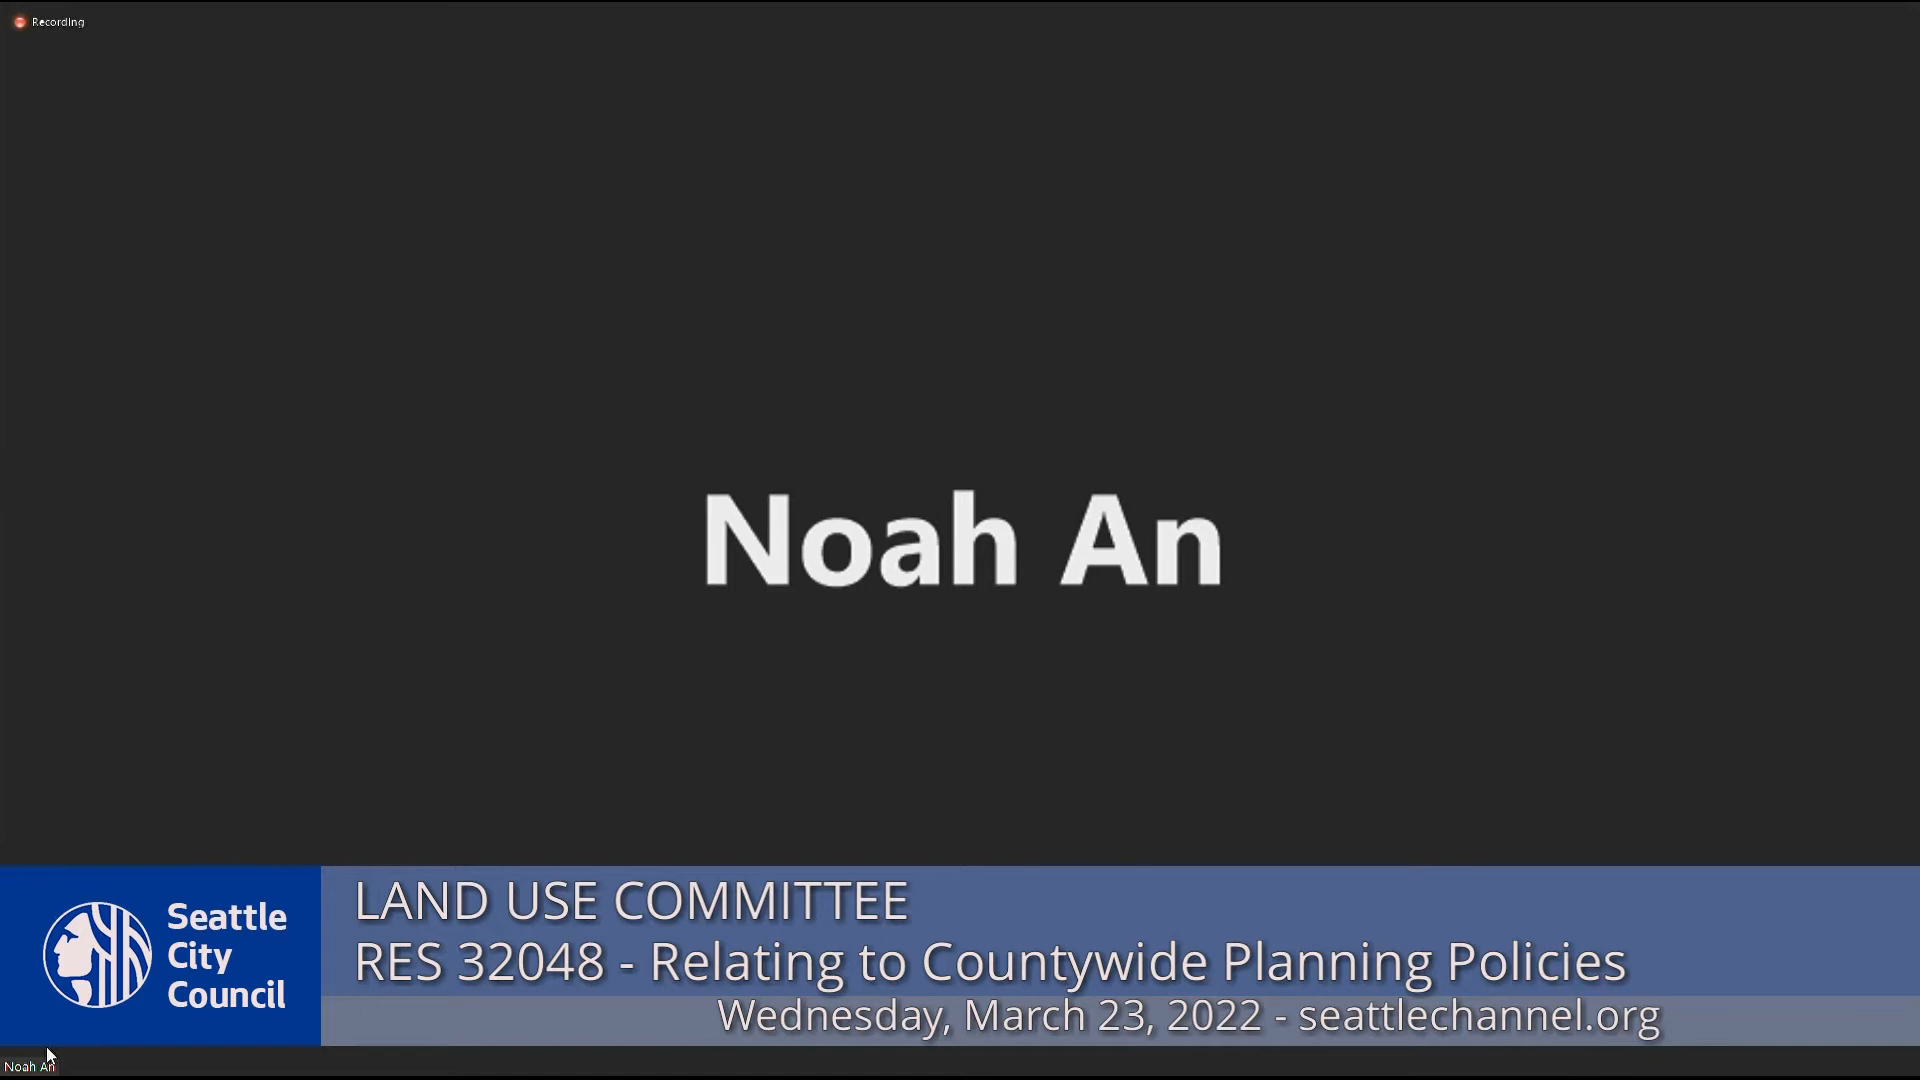 Recording
Noah An
Seattle
City
Council
LAND USE COMMITTEE
RES 32048 - Relating to Countywide Planning Policies
Wednesday, March 23, 2022 - seattlechannel.org
Noah An